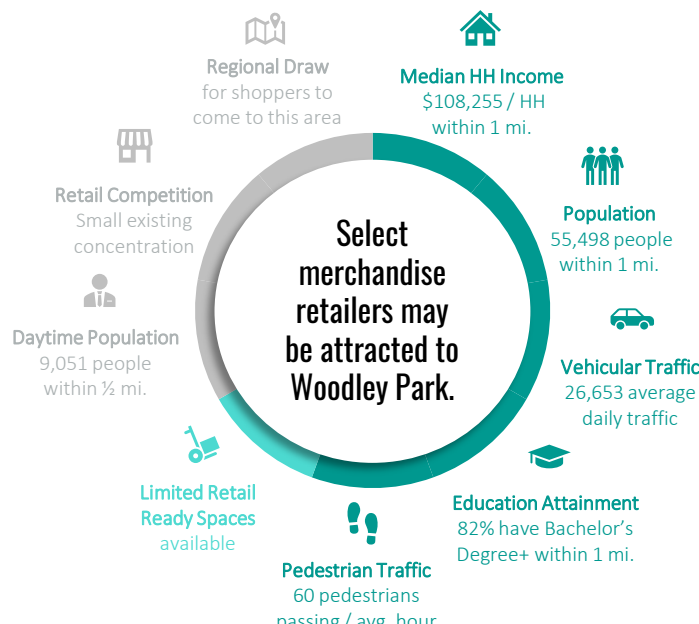 Regional Draw
for shoppers to
come to this area
Median HH Income
$108,255 / HH
within 1 mi.
Population
55,498 people
within 1 mi.
Vehicular Traffic
26,653 average
daily traffic
Education Attainment
82% have Bachelor’s
Degree+ within 1 mi.
Pedestrian Traffic
60 pedestrians
passing / avg. hour
Limited Retail
Ready Spaces
available
Daytime Population
9,051 people
within ½ mi.
Retail Competition
Small existing
concentration
Select
merchandise
retailers may
be attracted to
Woodley Park.